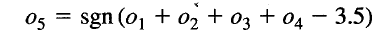 o₅ = sgn (o₁ + o₂ + o₃ + o₄ − 3.5)